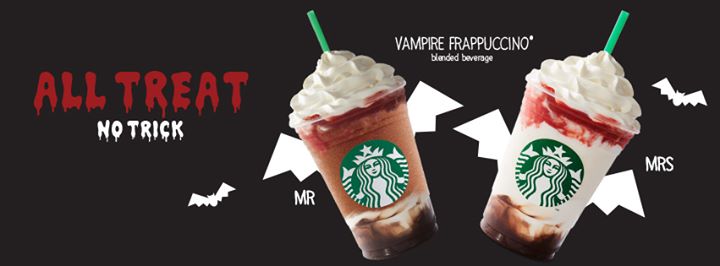 ALL TREAT
NO TRICK
VAMPIRE FRAPPUCCINO®
blended beverage
MR
MRS